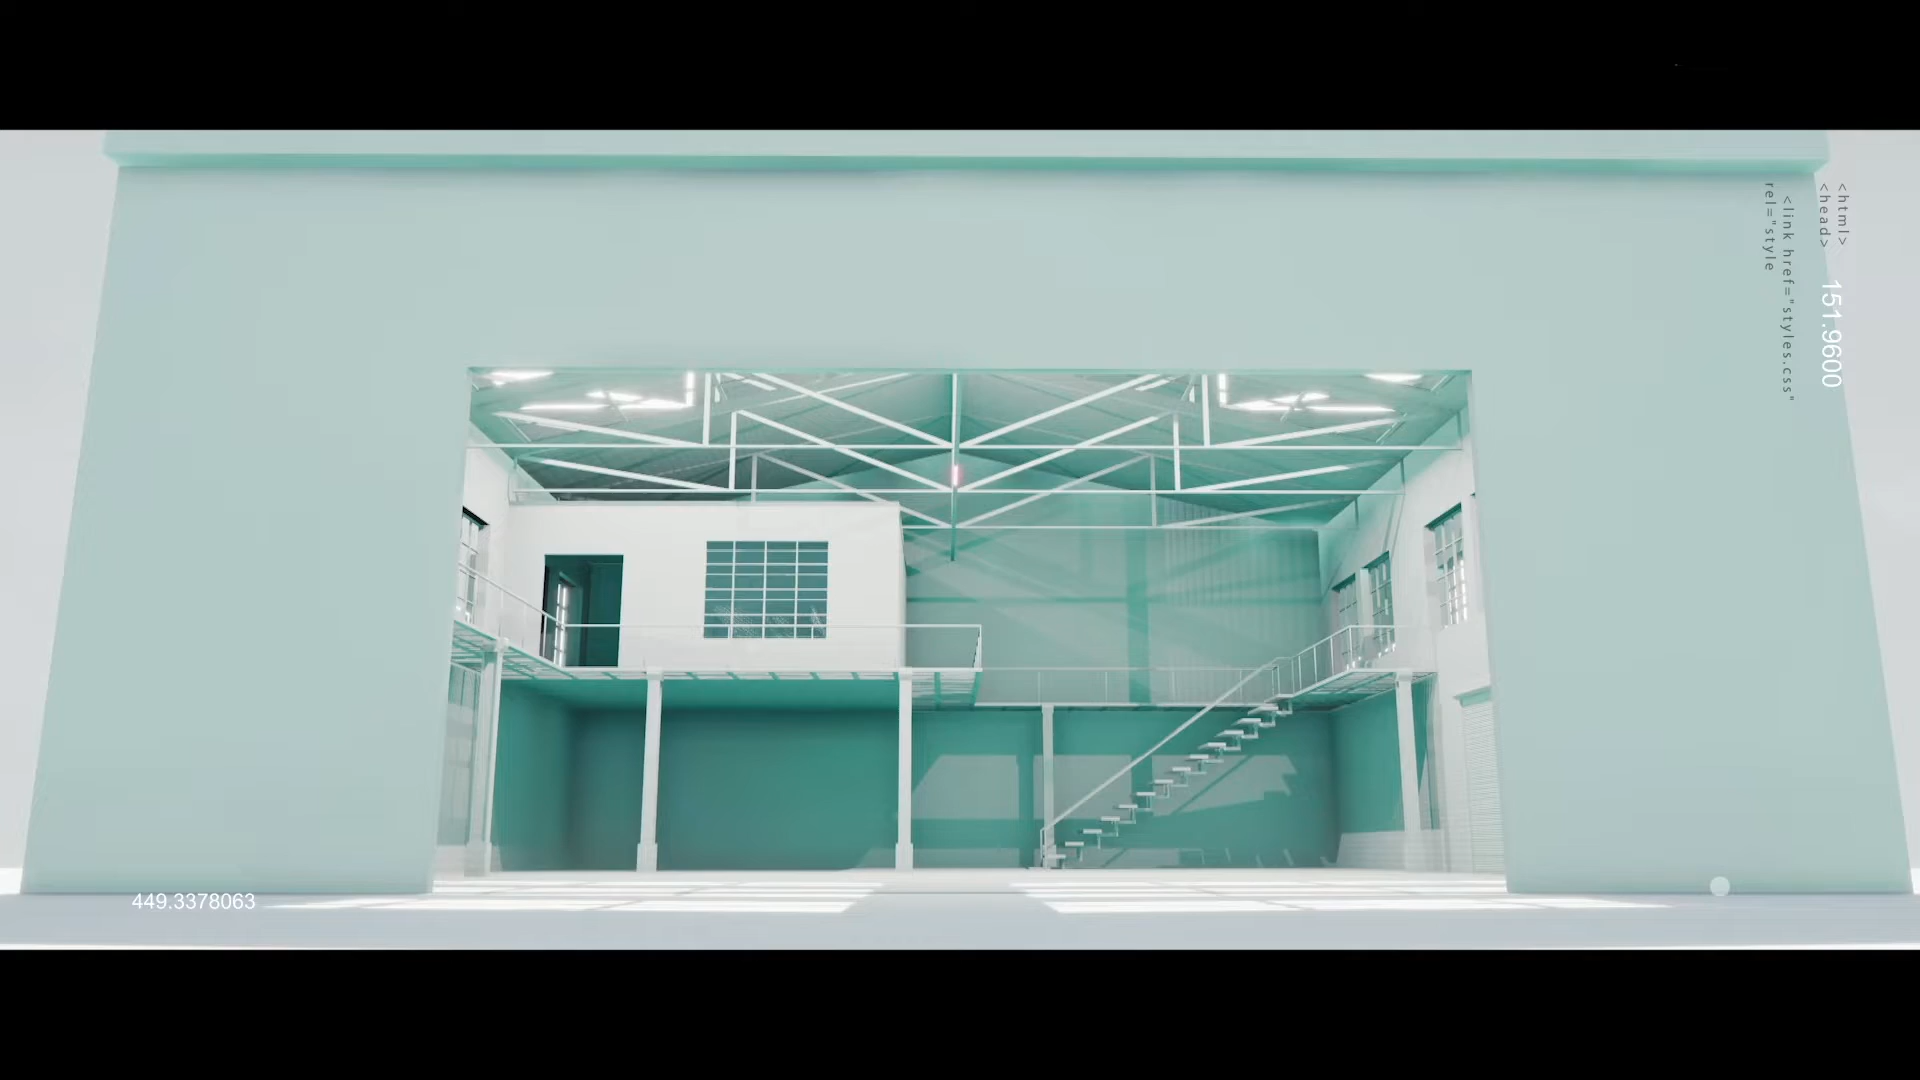 <html>
<head>
<link href="styles.css"
rel="style
151.9600
449.3378063